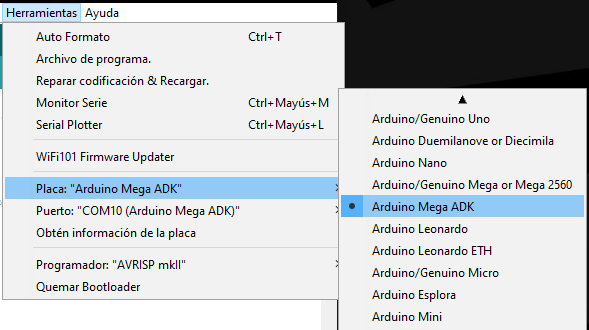 Herramientas Ayuda
Auto Formato Ctrl+T
Archivo de programa.
Reparar codificación & Recargar.
Monitor Serie Ctrl+Mayús+M
Serial Plotter Ctrl+Mayús+L
WiFi101 Firmware Updater
Placa: "Arduino Mega ADK"
Puerto: "COM10 (Arduino Mega ADK)"
Obtén información de la placa
Programador: "AVRISP mkII"
Quemar Bootloader
Arduino/Genuino Uno
Arduino Duemilanove or Diecimila
Arduino Nano
Arduino/Genuino Mega or Mega 2560
Arduino Mega ADK
Arduino Leonardo
Arduino Leonardo ETH
Arduino/Genuino Micro
Arduino Esplora
Arduino Mini